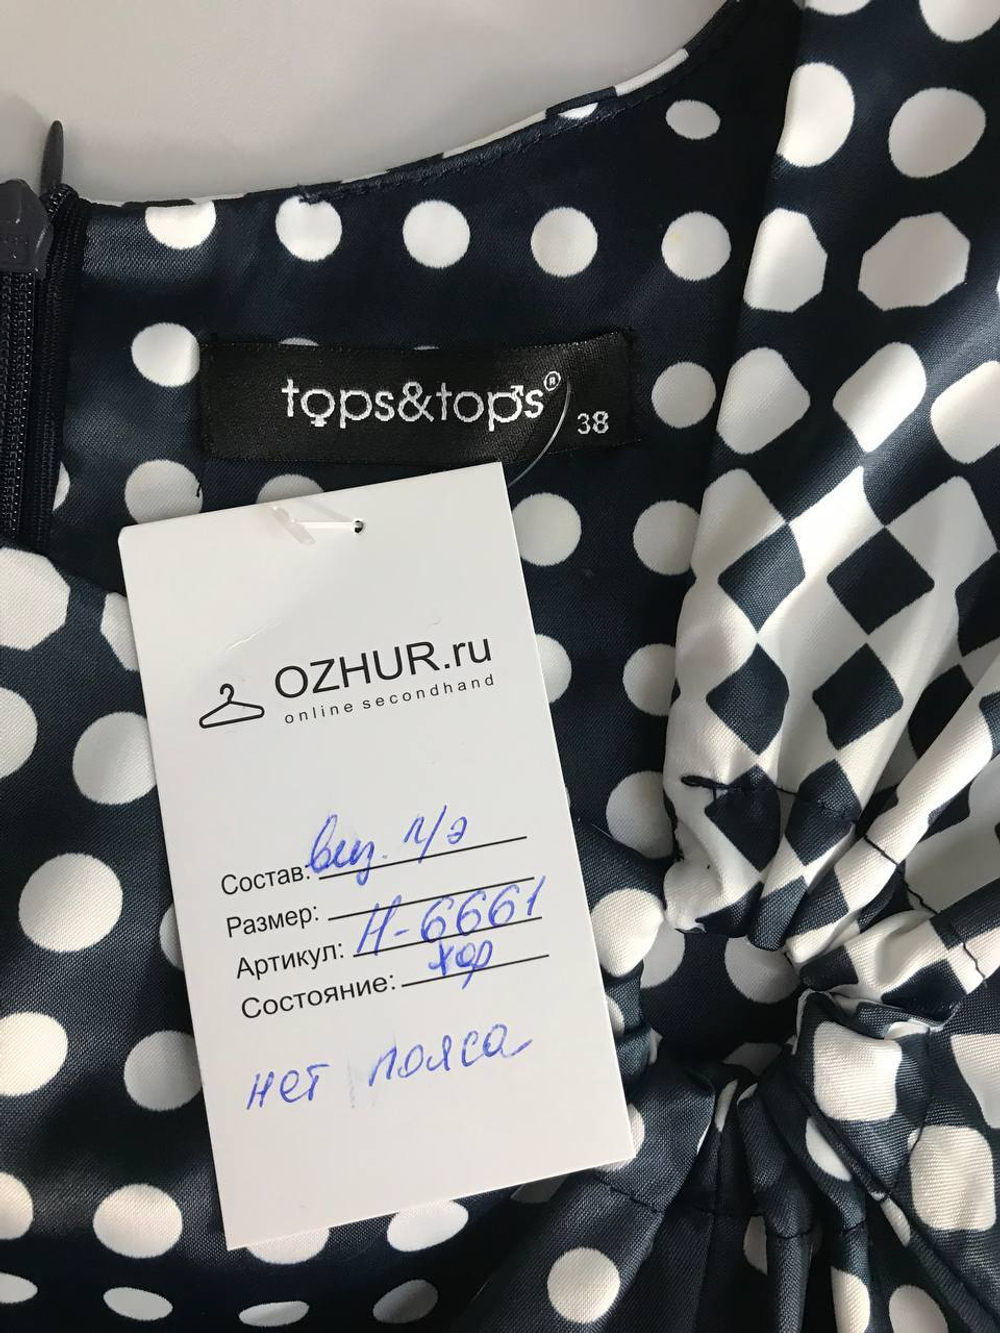 tops&tops®
38
OZHUR.ru
online secondhand
Состав: виз. п/э
Размер:
Артикул: Н-6661
Состояние: хор
нет пояса